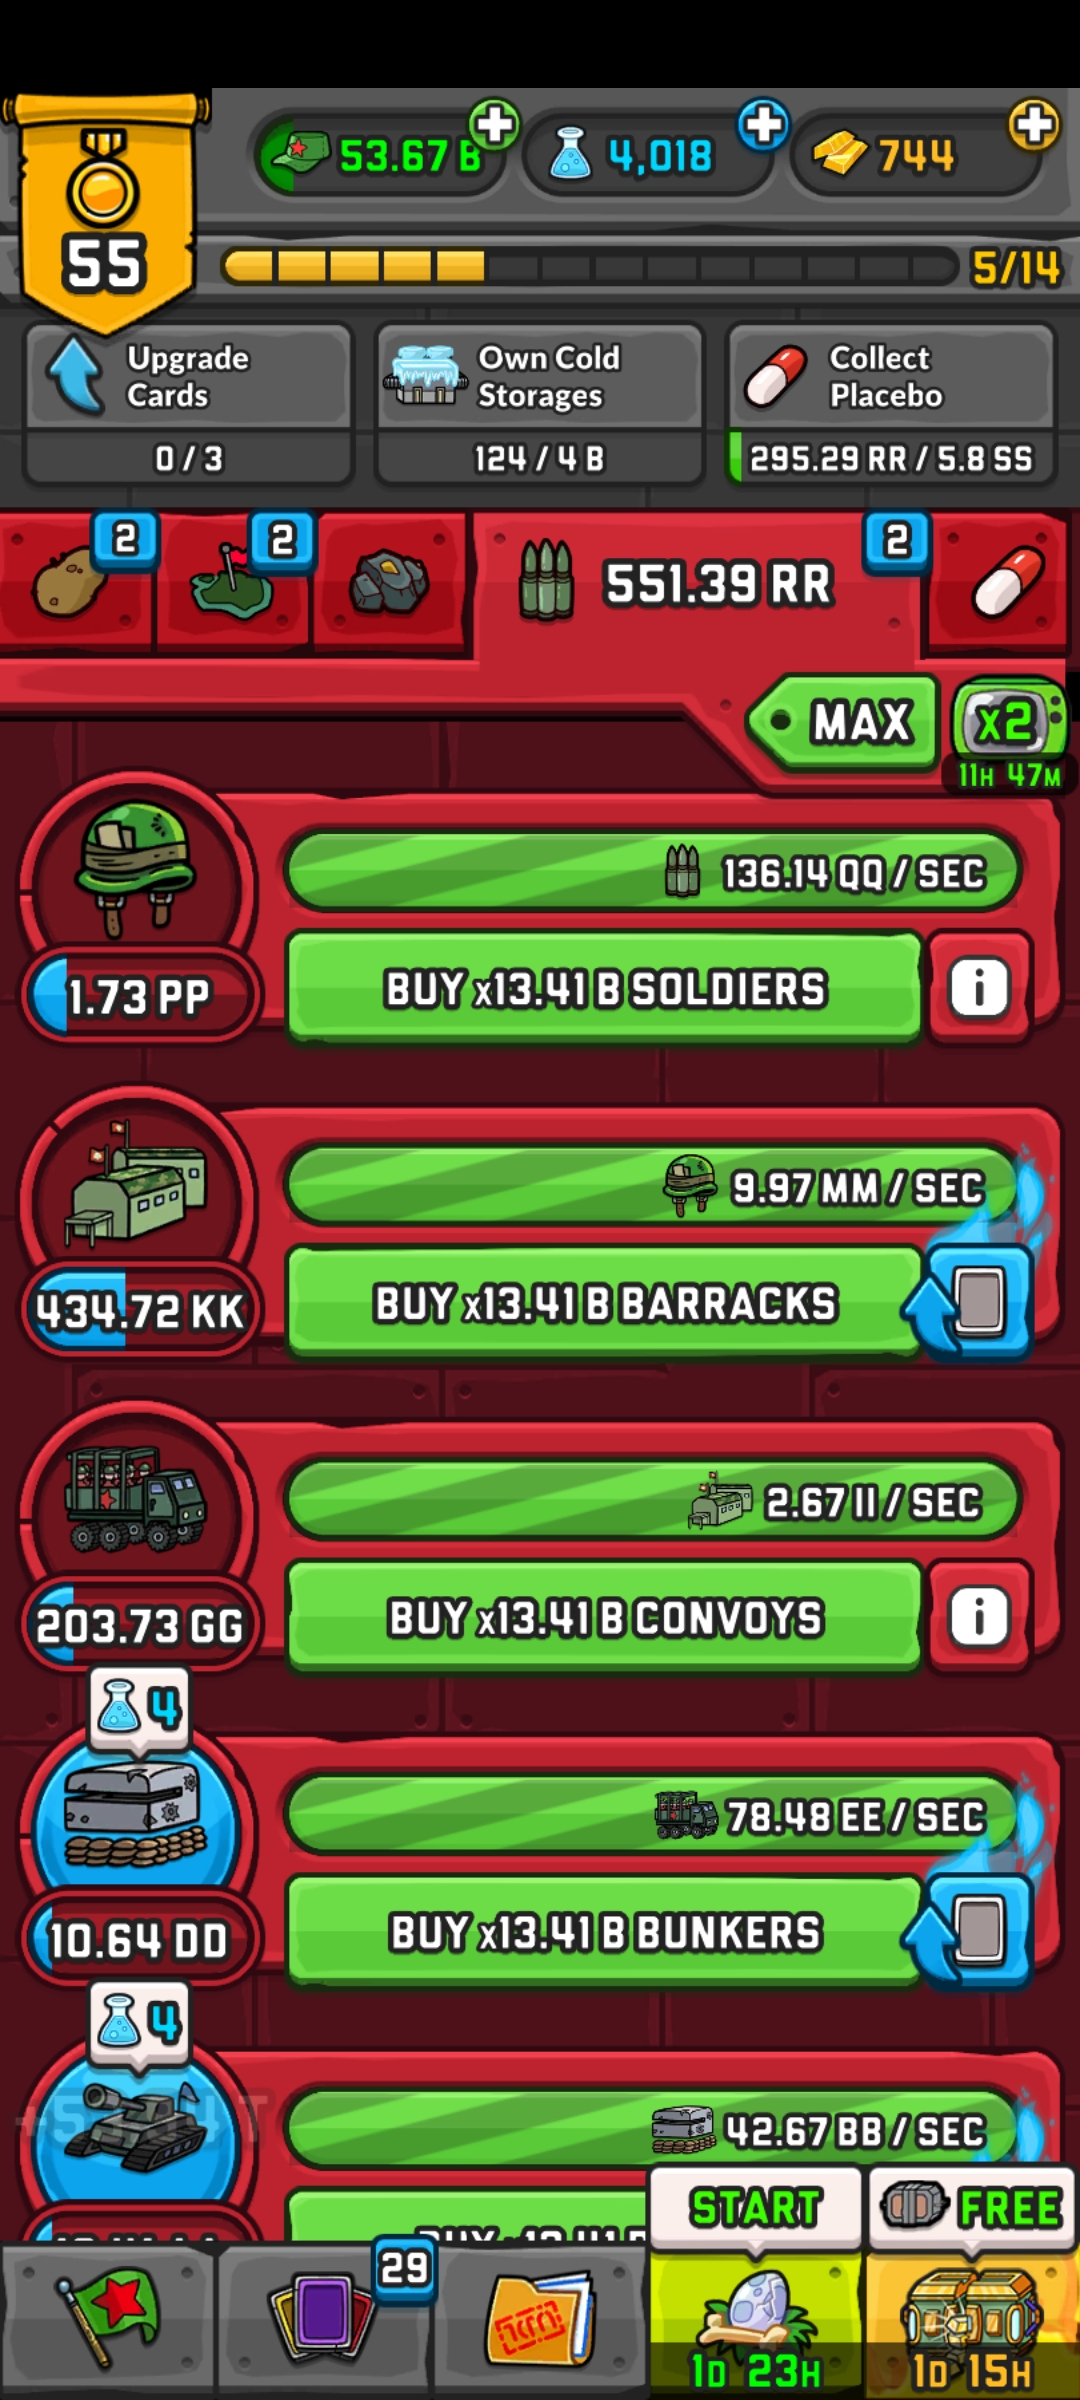 53.67 B
4,018
744
55
5/14
Upgrade
Cards
0 / 3
Own Cold
Storages
124 / 4 B
Collect
Placebo
295.29 RR / 5.8 SS
2
2
551.39 RR
2
MAX
x2
11H 47M
136.14 QQ / SEC
1.73 PP
BUY x13.41 B SOLDIERS
i
9.97 MM / SEC
434.72 KK
BUY x13.41 B BARRACKS
2.67 II / SEC
203.73 GG
BUY x13.41 B CONVOYS
i
4
78.48 EE / SEC
10.64 DD
BUY x13.41 B BUNKERS
4
42.67 BB / SEC
BUY x13.41 B
START
FREE
29
1D 23H
1D 15H